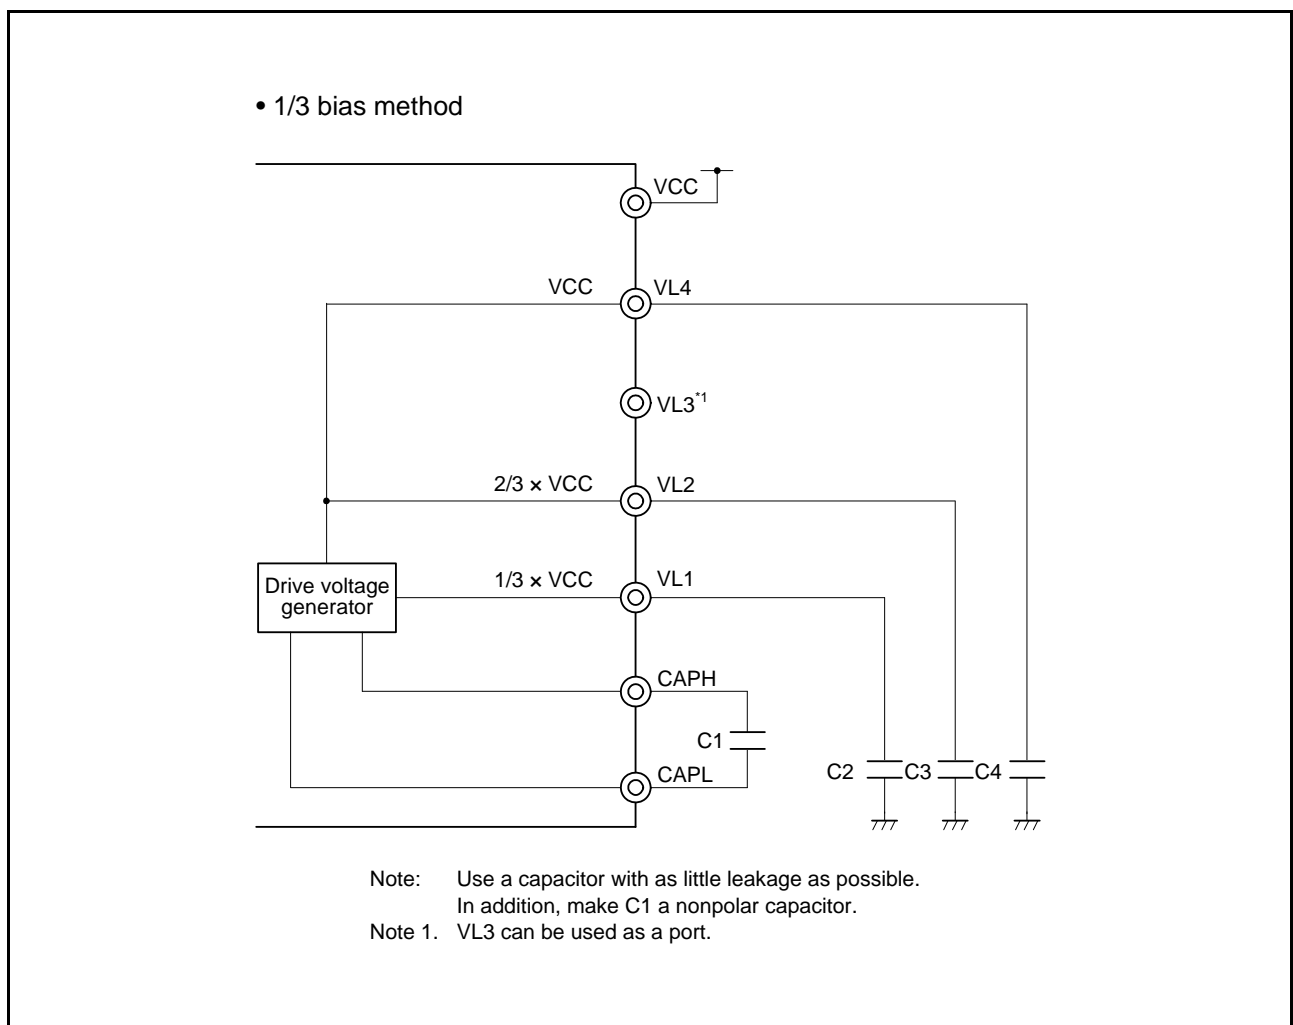 • 1/3 bias method
VCC
VCC VL4
VL3*1
2/3 × VCC VL2
1/3 × VCC VL1
Drive voltage
generator
CAPH
C1
CAPL
C2 C3 C4
Note: Use a capacitor with as little leakage as possible.
In addition, make C1 a nonpolar capacitor.
Note 1. VL3 can be used as a port.